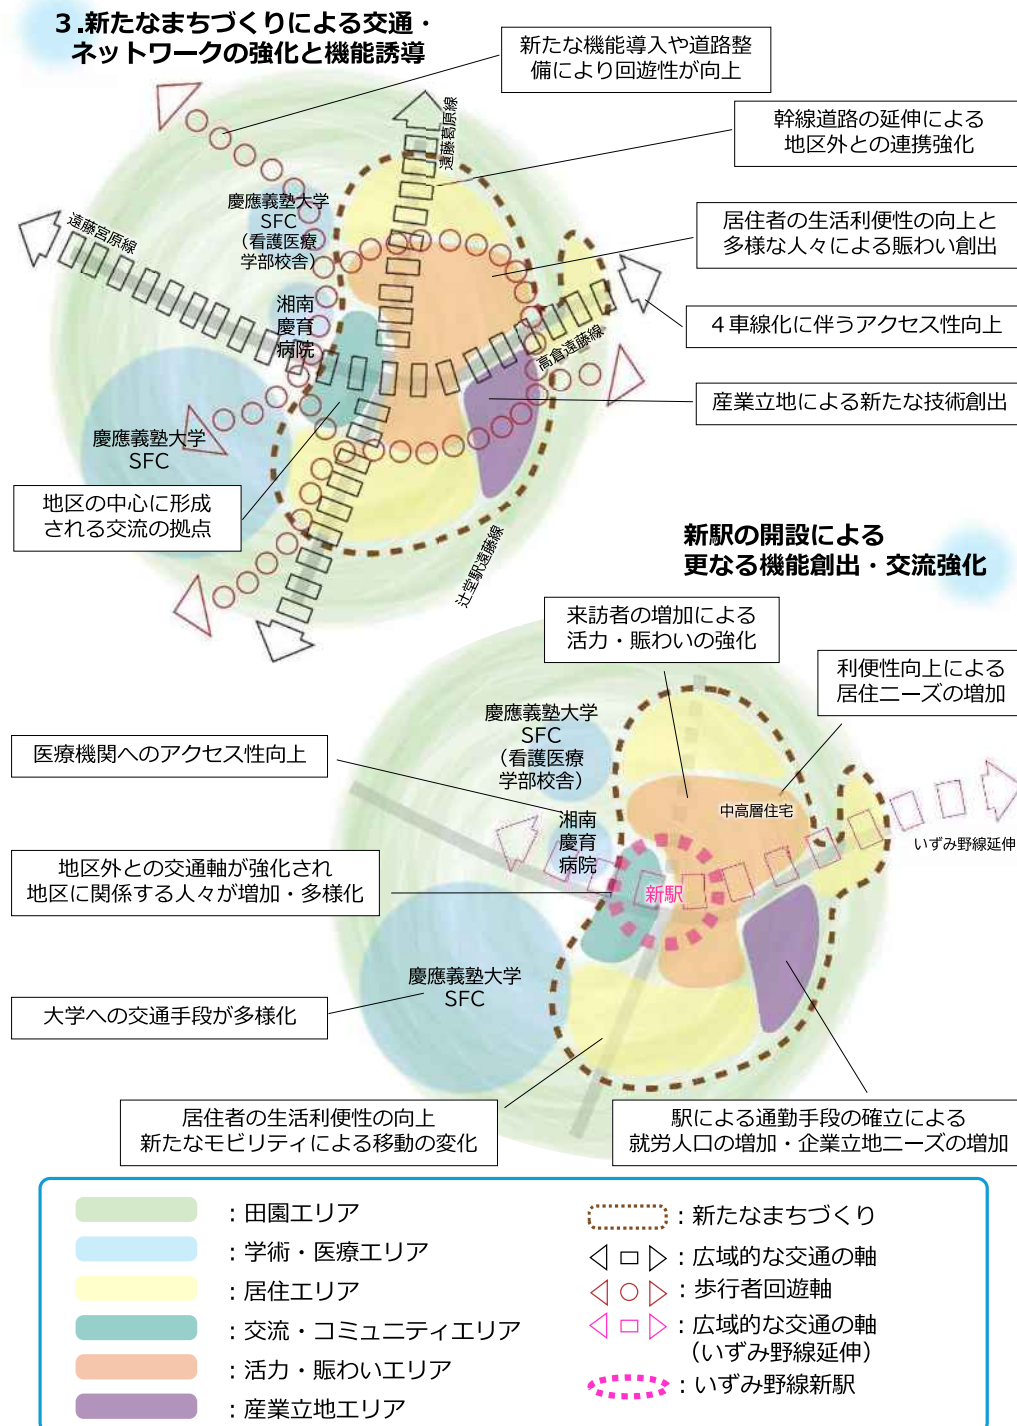 ３.新たなまちづくりによる交通・
ネットワークの強化と機能誘導
新たな機能導入や道路整
備により回遊性が向上
幹線道路の延伸による
地区外との連携強化
居住者の生活利便性の向上と
多様な人々による賑わい創出
４車線化に伴うアクセス性向上
産業立地による新たな技術創出
遠藤葛原線
遠藤宮原線
慶應義塾大学
SFC
（看護医療
学部校舎）
湘南
慶育
病院
高倉遠藤線
慶應義塾大学
SFC
地区の中心に形成
される交流の拠点
辻堂駅遠藤線
新駅の開設による
更なる機能創出・交流強化
来訪者の増加による
活力・賑わいの強化
利便性向上による
居住ニーズの増加
慶應義塾大学
SFC
（看護医療
学部校舎）
医療機関へのアクセス性向上
中高層住宅
湘南
慶育
病院
いずみ野線延伸
地区外との交通軸が強化され
地区に関係する人々が増加・多様化
新駅
慶應義塾大学
SFC
大学への交通手段が多様化
居住者の生活利便性の向上
新たなモビリティによる移動の変化
駅による通勤手段の確立による
就労人口の増加・企業立地ニーズの増加
：田園エリア
：学術・医療エリア
：居住エリア
：交流・コミュニティエリア
：活力・賑わいエリア
：産業立地エリア
：新たなまちづくり
：広域的な交通の軸
：歩行者回遊軸
：広域的な交通の軸
（いずみ野線延伸）
：いずみ野線新駅